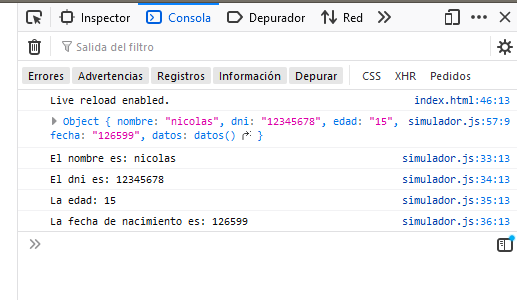 Inspector Consola Depurador Red
Salida del filtro
Errores Advertencias Registros Información Depurar CSS XHR Pedidos
Live reload enabled. index.html:46:13
Object { nombre: "nicolas", dni: "12345678", edad: "15", simulador.js:57:9
fecha: "126599", datos: datos() }
El nombre es: nicolas simulador.js:33:13
El dni es: 12345678 simulador.js:34:13
La edad: 15 simulador.js:35:13
La fecha de nacimiento es: 126599 simulador.js:36:13